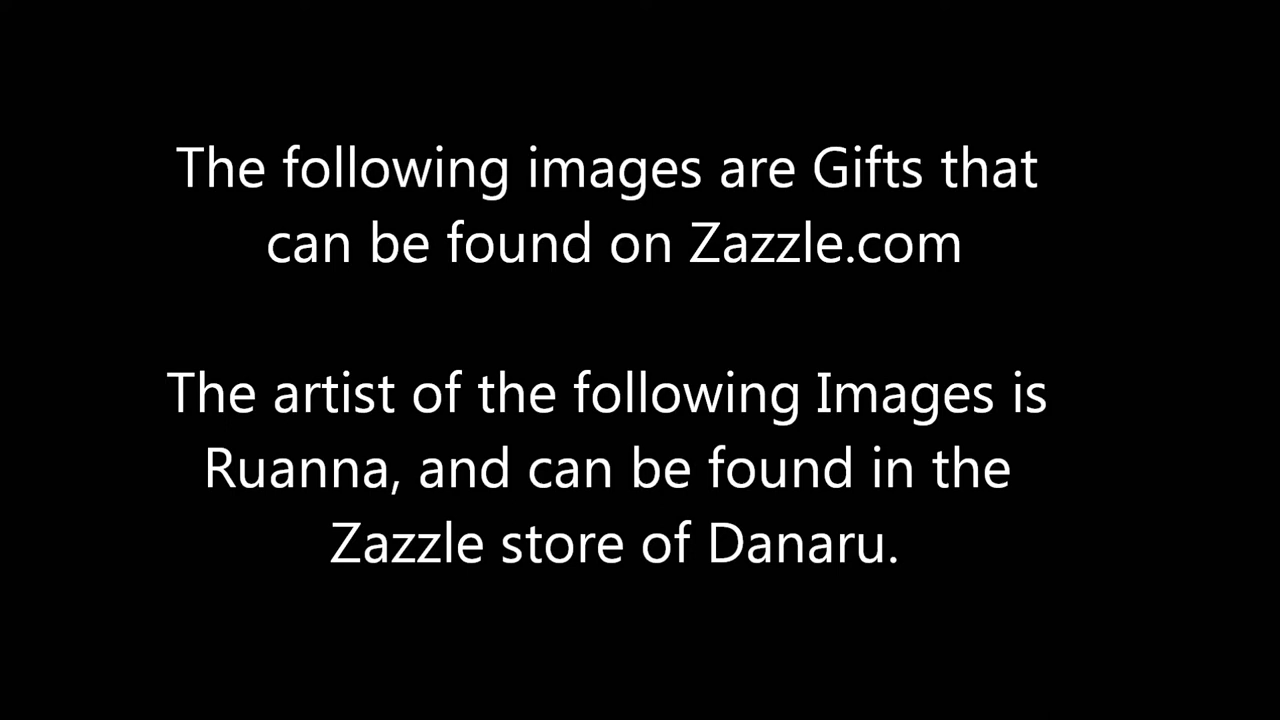 The following images are Gifts that
can be found on Zazzle.com
The artist of the following Images is
Ruanna, and can be found in the
Zazzle store of Danaru.